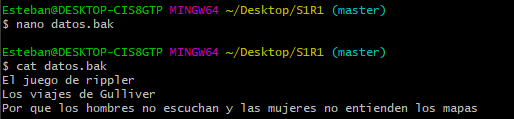 Esteban@DESKTOP-CIS8GTP MINGW64 ~/Desktop/S1R1 (master)
$ nano datos.bak
Esteban@DESKTOP-CIS8GTP MINGW64 ~/Desktop/S1R1 (master)
$ cat datos.bak
El juego de rippler
Los viajes de Gulliver
Por que los hombres no escuchan y las mujeres no entienden los mapas